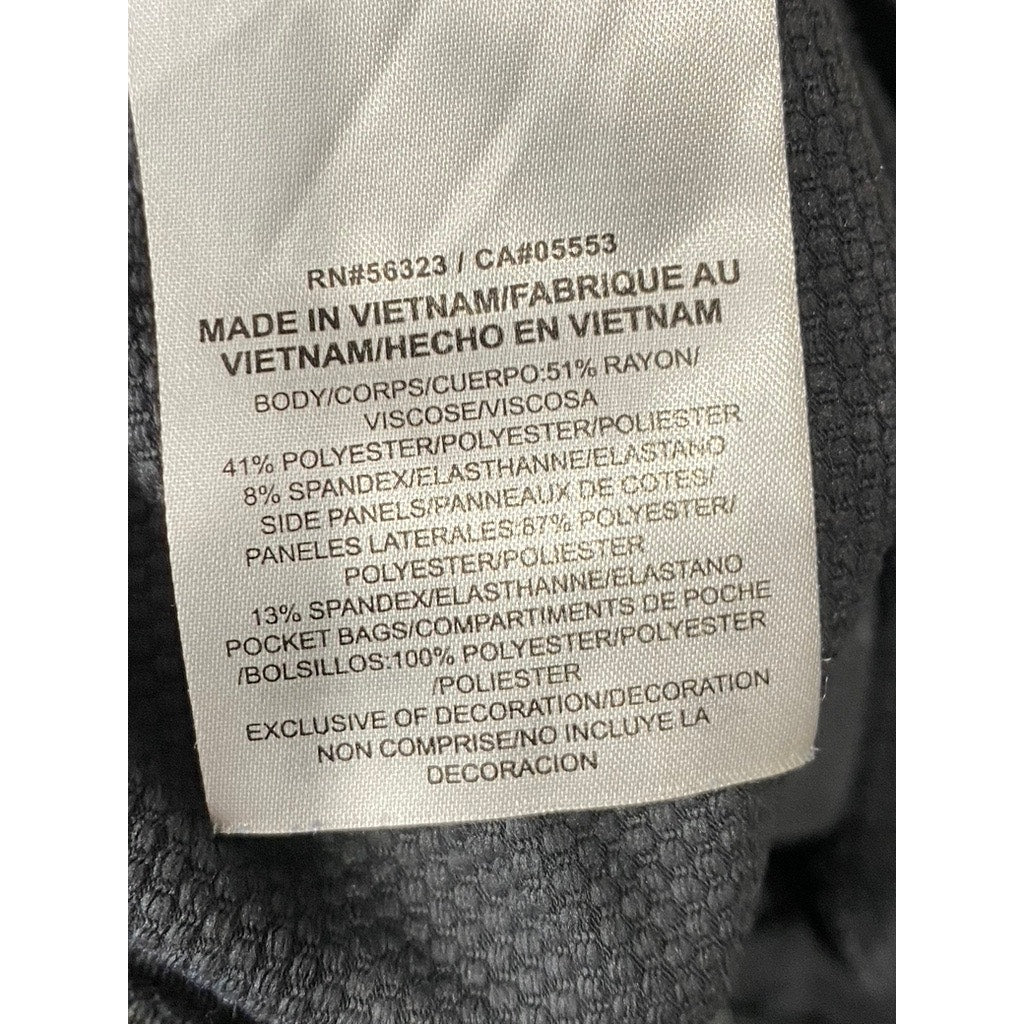 RN#56323 / CA#05553
MADE IN VIETNAM/FABRIQUE AU
VIETNAM/HECHO EN VIETNAM
BODY/CORPS/CUERPO:51% RAYON/
VISCOSE/VISCOSA
41% POLYESTER/POLYESTER/POLIESTER
8% SPANDEX/ELASTHANNE/ELASTANO
SIDE PANELS/PANNEAUX DE COTES/
PANELES LATERALES:87% POLYESTER/
POLYESTER/POLIESTER
13% SPANDEX/ELASTHANNE/ELASTANO
POCKET BAGS/COMPARTIMENTS DE POCHE
/BOLSILLOS:100% POLYESTER/POLYESTER
/POLIESTER
EXCLUSIVE OF DECORATION/DECORATION
NON COMPRISE/NO INCLUYE LA
DECORACION